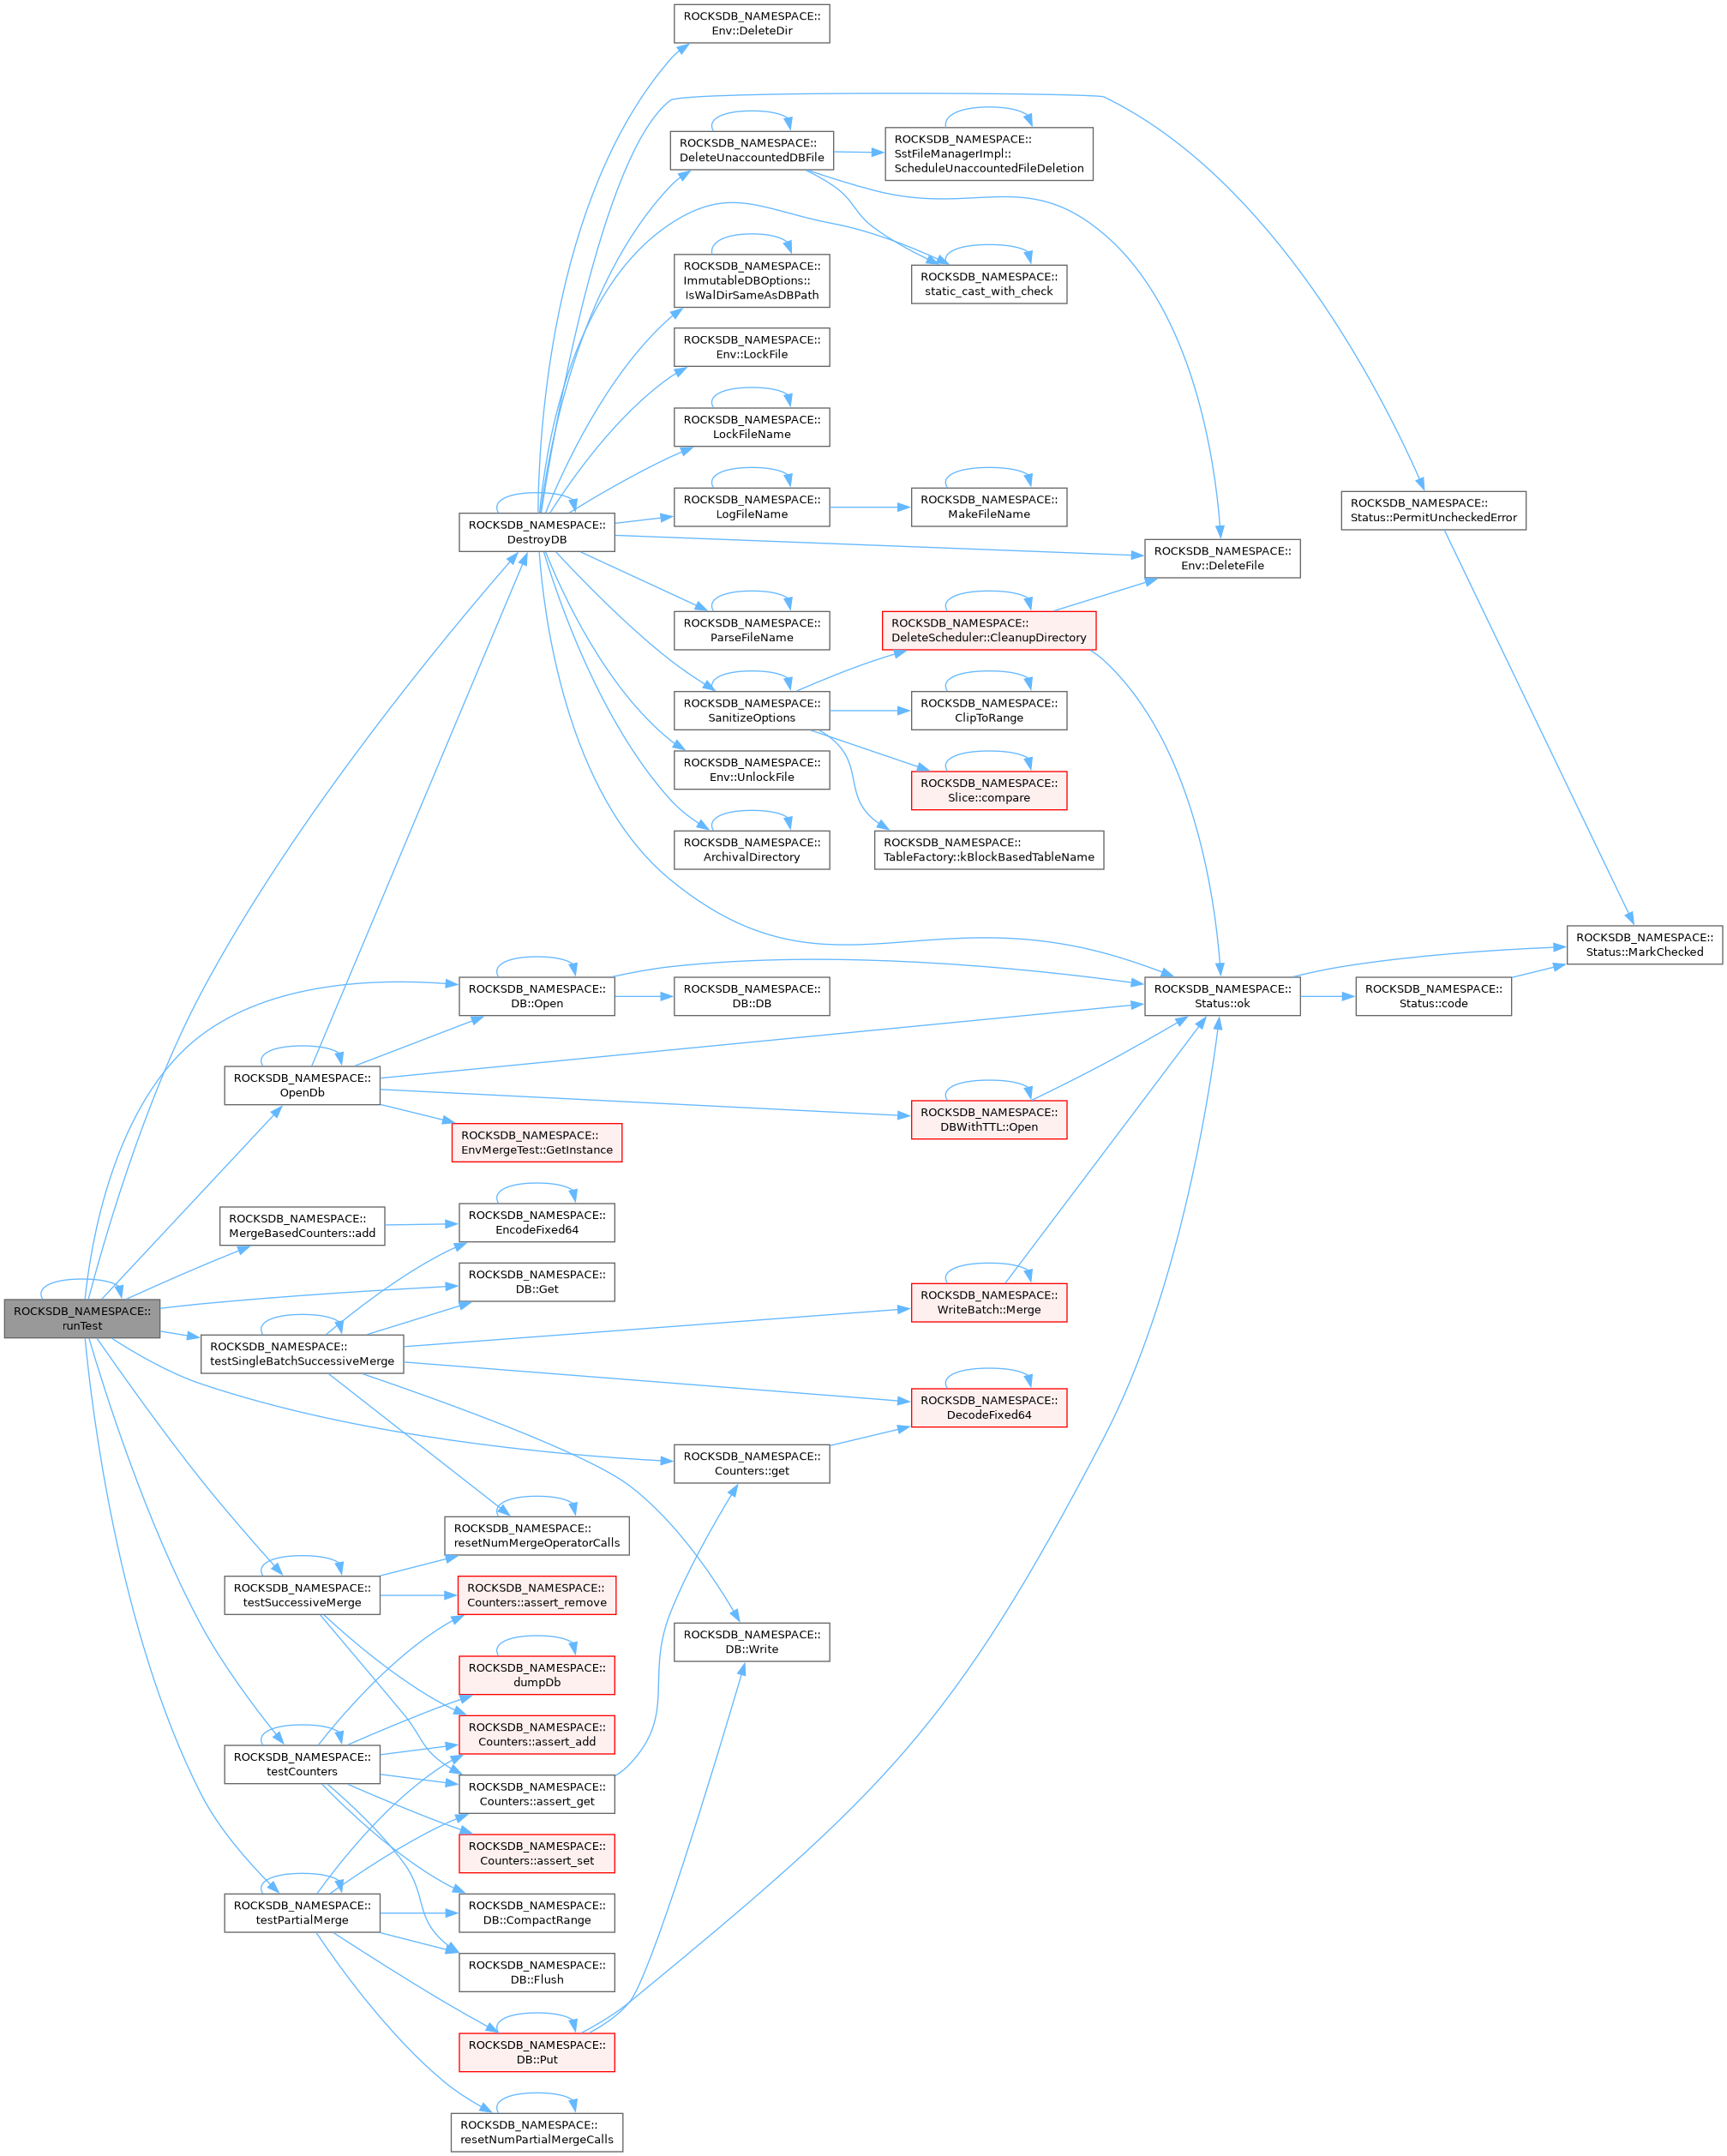 ROCKSDB_NAMESPACE::
Env::DeleteDir
ROCKSDB_NAMESPACE::
DeleteUnaccountedDBFile
ROCKSDB_NAMESPACE::
SstFileManagerImpl::
ScheduleUnaccountedFileDeletion
ROCKSDB_NAMESPACE::
ImmutableDBOptions::
IsWalDirSameAsDBPath
ROCKSDB_NAMESPACE::
static_cast_with_check
ROCKSDB_NAMESPACE::
Env::LockFile
ROCKSDB_NAMESPACE::
LockFileName
ROCKSDB_NAMESPACE::
LogFileName
ROCKSDB_NAMESPACE::
MakeFileName
ROCKSDB_NAMESPACE::
Status::PermitUncheckedError
ROCKSDB_NAMESPACE::
DestroyDB
ROCKSDB_NAMESPACE::
Env::DeleteFile
ROCKSDB_NAMESPACE::
ParseFileName
ROCKSDB_NAMESPACE::
DeleteScheduler::CleanupDirectory
ROCKSDB_NAMESPACE::
SanitizeOptions
ROCKSDB_NAMESPACE::
ClipToRange
ROCKSDB_NAMESPACE::
Env::UnlockFile
ROCKSDB_NAMESPACE::
Slice::compare
ROCKSDB_NAMESPACE::
ArchivalDirectory
ROCKSDB_NAMESPACE::
TableFactory::kBlockBasedTableName
ROCKSDB_NAMESPACE::
Status::MarkChecked
ROCKSDB_NAMESPACE::
DB::Open
ROCKSDB_NAMESPACE::
DB::DB
ROCKSDB_NAMESPACE::
Status::ok
ROCKSDB_NAMESPACE::
Status::code
ROCKSDB_NAMESPACE::
OpenDb
ROCKSDB_NAMESPACE::
DBWithTTL::Open
ROCKSDB_NAMESPACE::
EnvMergeTest::GetInstance
ROCKSDB_NAMESPACE::
MergeBasedCounters::add
ROCKSDB_NAMESPACE::
EncodeFixed64
ROCKSDB_NAMESPACE::
DB::Get
ROCKSDB_NAMESPACE::
WriteBatch::Merge
ROCKSDB_NAMESPACE::
runTest
ROCKSDB_NAMESPACE::
testSingleBatchSuccessiveMerge
ROCKSDB_NAMESPACE::
DecodeFixed64
ROCKSDB_NAMESPACE::
Counters::get
ROCKSDB_NAMESPACE::
resetNumMergeOperatorCalls
ROCKSDB_NAMESPACE::
testSuccessiveMerge
ROCKSDB_NAMESPACE::
Counters::assert_remove
ROCKSDB_NAMESPACE::
DB::Write
ROCKSDB_NAMESPACE::
dumpDb
ROCKSDB_NAMESPACE::
Counters::assert_add
ROCKSDB_NAMESPACE::
testCounters
ROCKSDB_NAMESPACE::
Counters::assert_get
ROCKSDB_NAMESPACE::
Counters::assert_set
ROCKSDB_NAMESPACE::
testPartialMerge
ROCKSDB_NAMESPACE::
DB::CompactRange
ROCKSDB_NAMESPACE::
DB::Flush
ROCKSDB_NAMESPACE::
DB::Put
ROCKSDB_NAMESPACE::
resetNumPartialMergeCalls